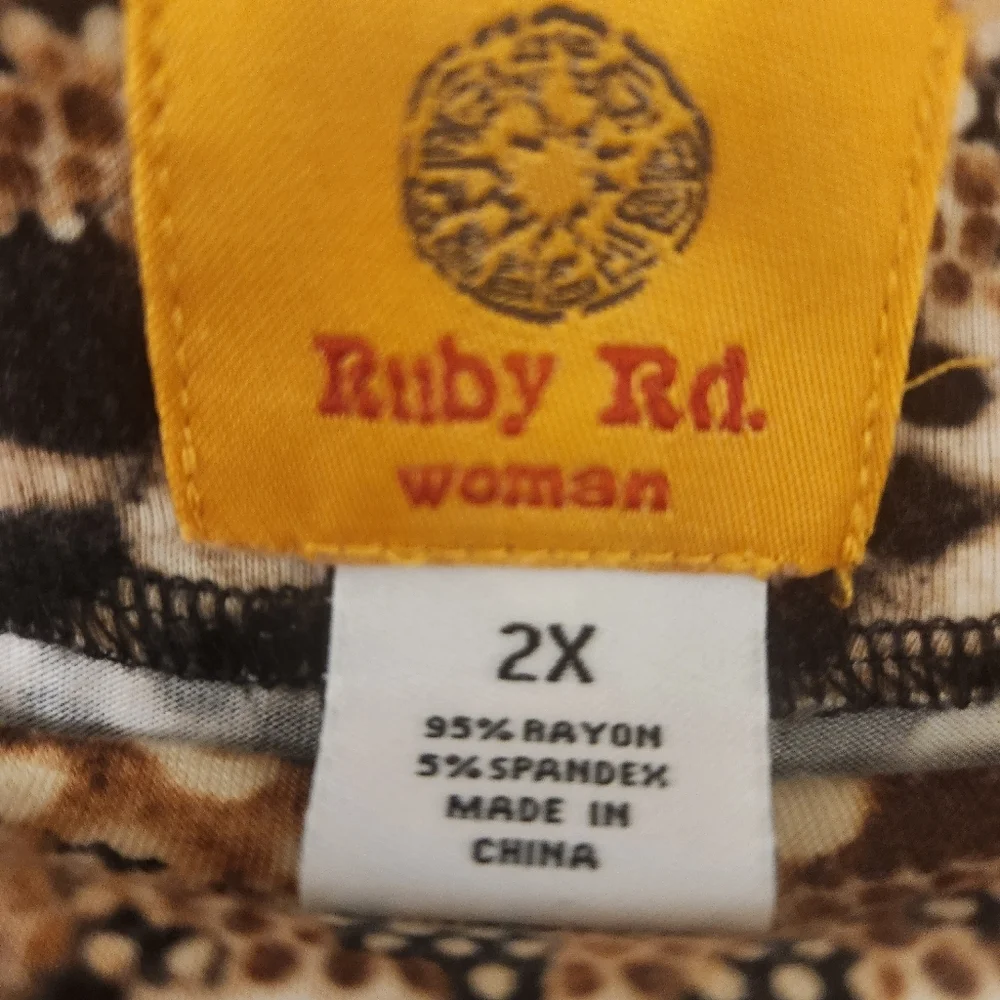 Ruby Rd.
woman
2X
95% RAYON
5% SPANDEX
MADE IN
CHINA